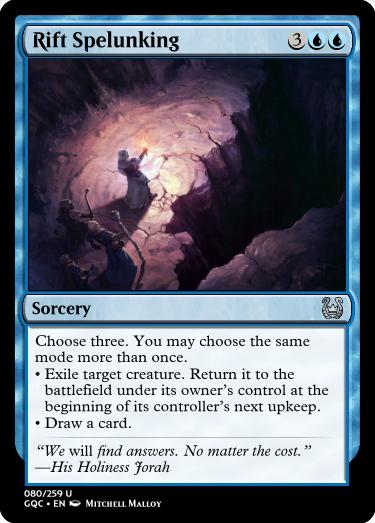 Rift Spelunking 3
Sorcery
Choose three. You may choose the same
mode more than once.
• Exile target creature. Return it to the
battlefield under its owner’s control at the
beginning of its controller’s next upkeep.
• Draw a card.
“We will find answers. No matter the cost.”
—His Holiness Jorah
080/259 U
GQC • EN Mitchell Malloy